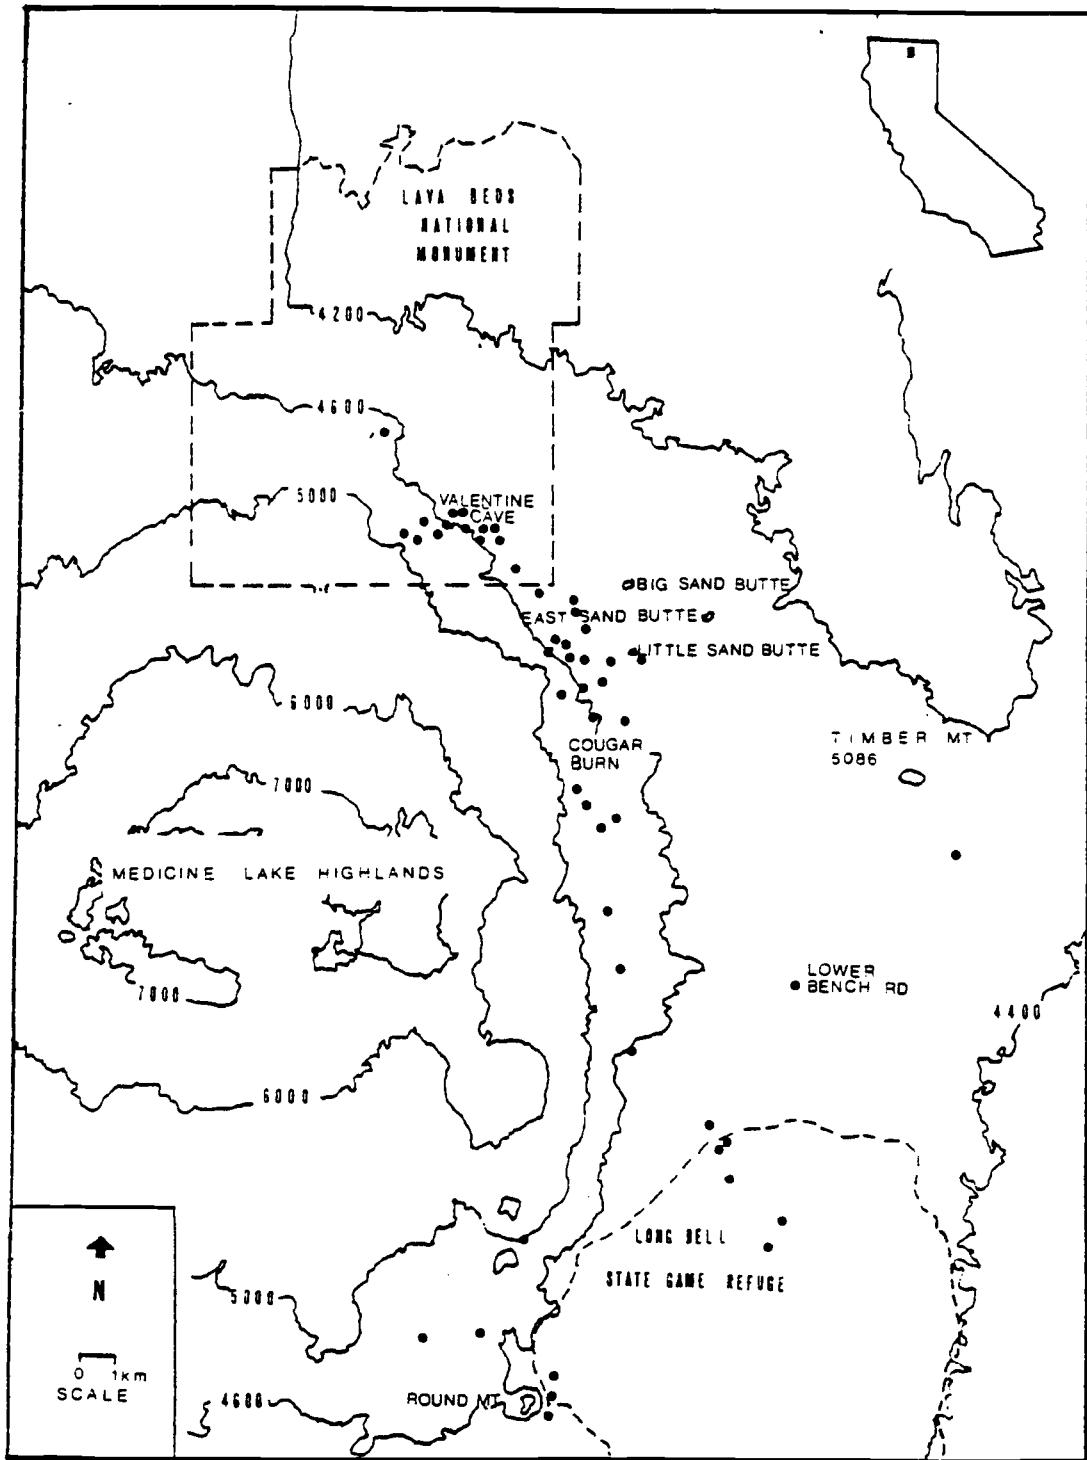 LAVA BEDS
NATIONAL
MONUMENT
4200
4600
5000
VALENTINE
CAVE
BIG SAND BUTTE
EAST SAND BUTTE
LITTLE SAND BUTTE
6000
COUGAR
BURN
TIMBER MT
5086
7000
MEDICINE LAKE HIGHLANDS
7000
LOWER
BENCH RD
4400
6000
LONG BELL
STATE GAME REFUGE
N
5000
0 1km
SCALE
4600
ROUND MT